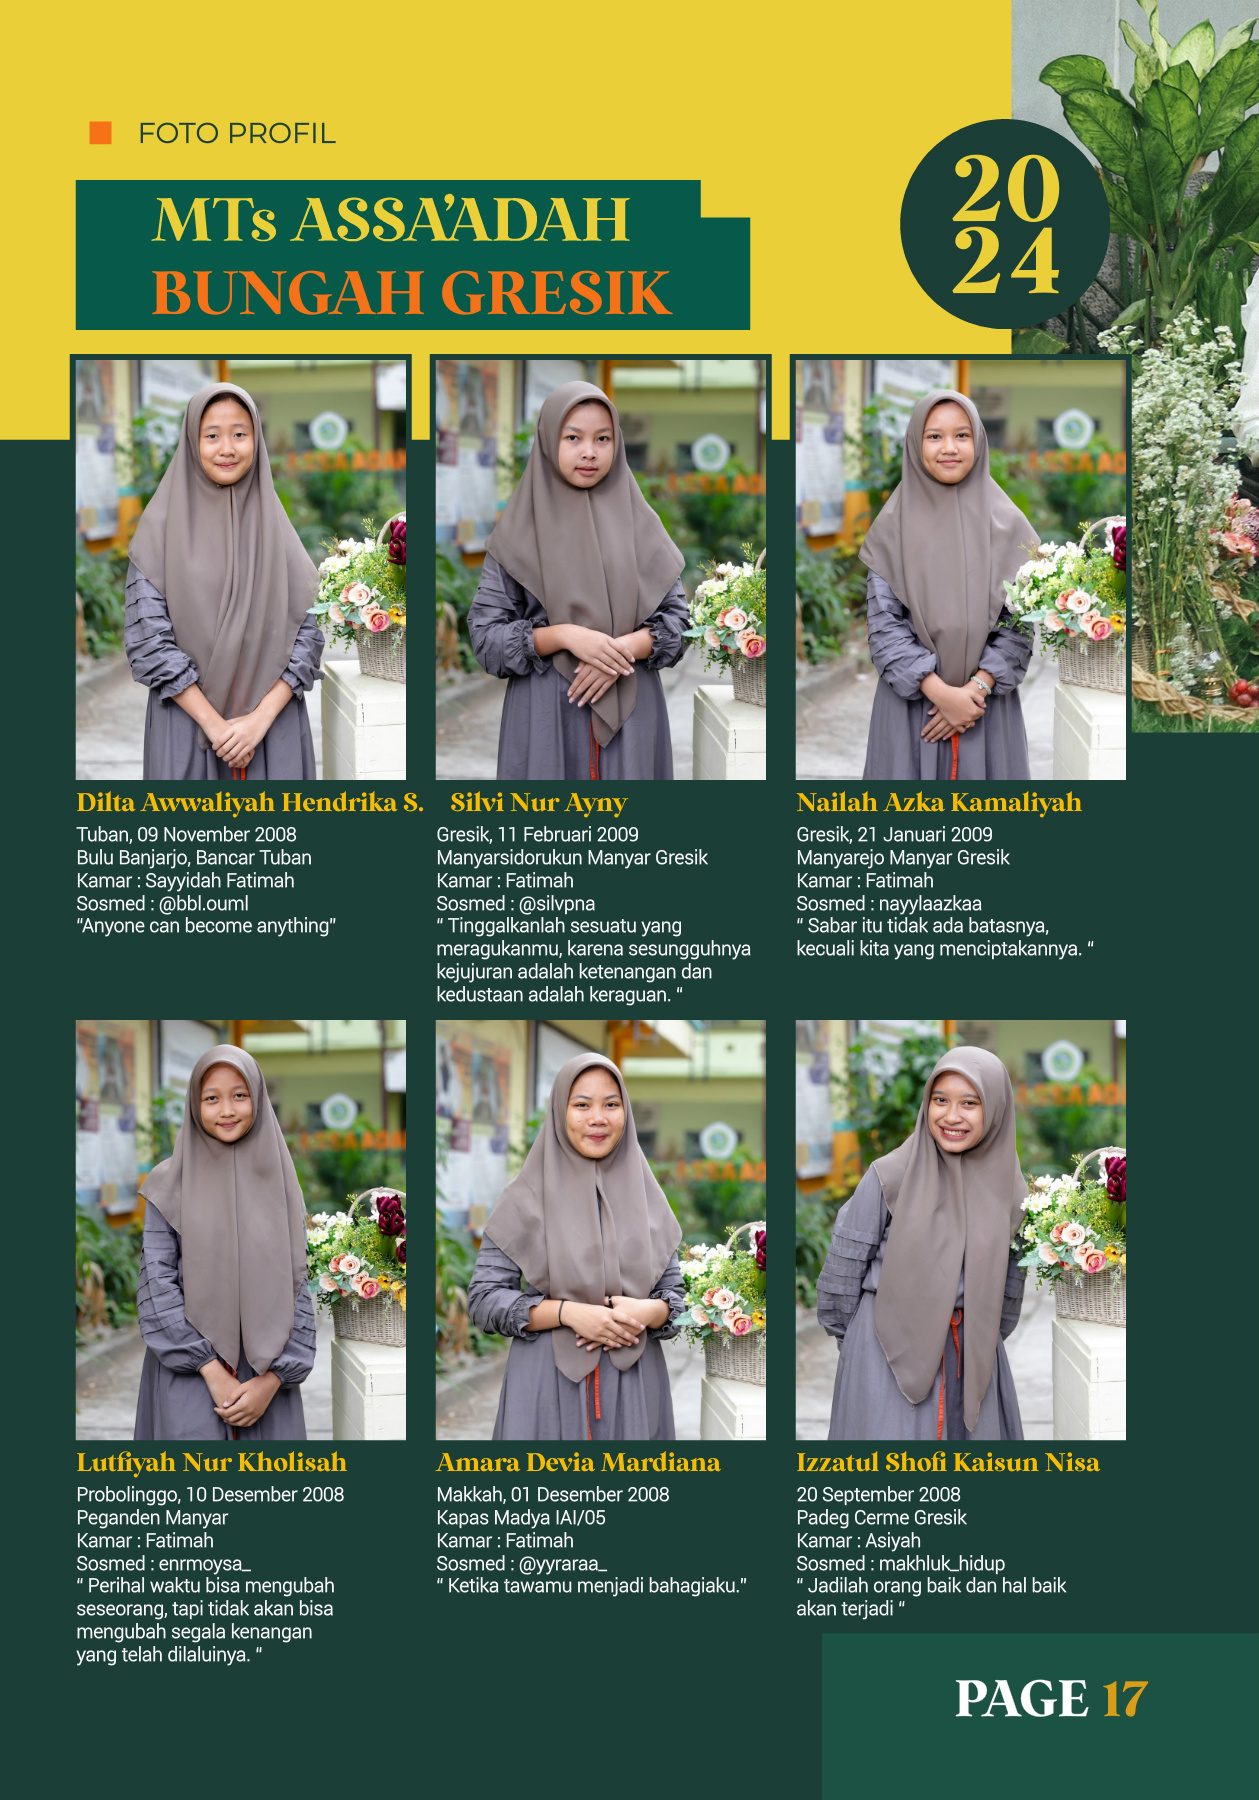 FOTO PROFIL
MTs ASSA’ADAH
BUNGAH GRESIK
20
24
Dilta Awwaliyah Hendrika S.
Tuban, 09 November 2008
Bulu Banjarjo, Bancar Tuban
Kamar : Sayyidah Fatimah
Sosmed : @bbl.ouml
“Anyone can become anything”
Silvi Nur Ayny
Gresik, 11 Februari 2009
Manyarsidorukun Manyar Gresik
Kamar : Fatimah
Sosmed : @silvpna
“ Tinggalkanlah sesuatu yang
meragukanmu, karena sesungguhnya
kejujuran adalah ketenangan dan
kedustaan adalah keraguan. “
Nailah Azka Kamaliyah
Gresik, 21 Januari 2009
Manyarejo Manyar Gresik
Kamar : Fatimah
Sosmed : nayylaazkaa
“ Sabar itu tidak ada batasnya,
kecuali kita yang menciptakannya. “
Lutfiyah Nur Kholisah
Probolinggo, 10 Desember 2008
Peganden Manyar
Kamar : Fatimah
Sosmed : enrmoysa_
“ Perihal waktu bisa mengubah
seseorang, tapi tidak akan bisa
mengubah segala kenangan
yang telah dilaluinya. “
Amara Devia Mardiana
Makkah, 01 Desember 2008
Kapas Madya IAI/05
Kamar : Fatimah
Sosmed : @yyraraa_
“ Ketika tawamu menjadi bahagiaku.”
Izzatul Shofi Kaisun Nisa
20 September 2008
Padeg Cerme Gresik
Kamar : Asiyah
Sosmed : makhluk_hidup
“ Jadilah orang baik dan hal baik
akan terjadi “
PAGE 17